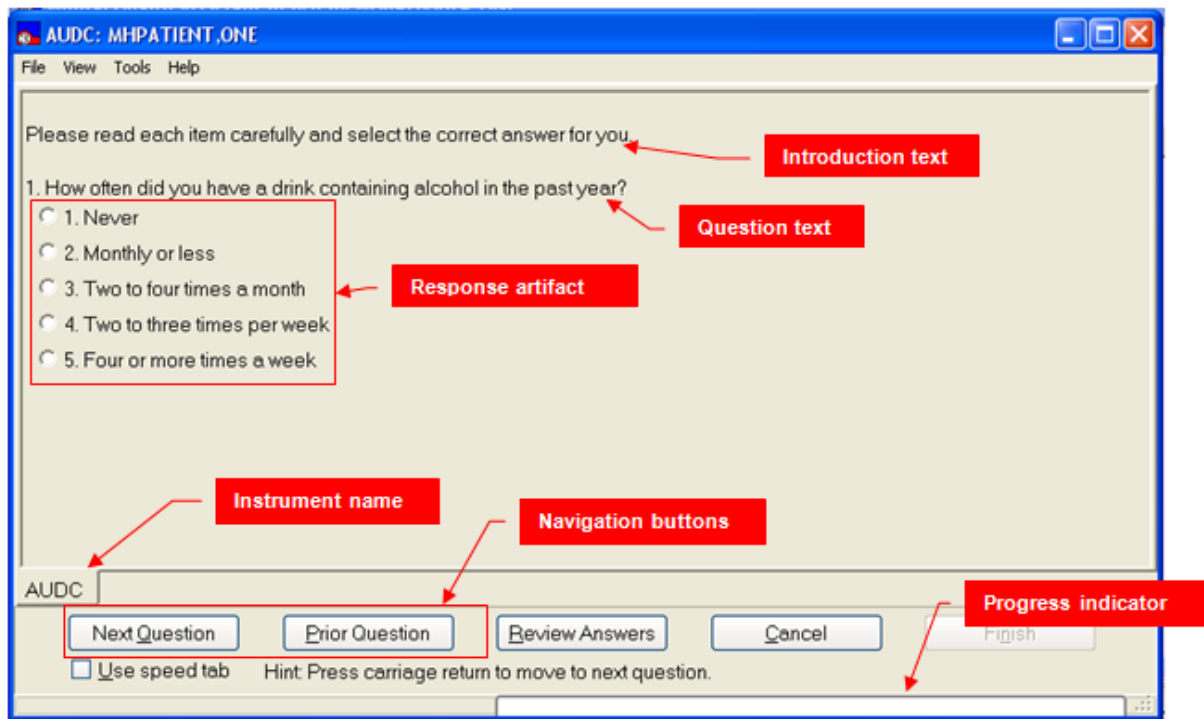 AUDC: MHPATIENT,ONE
File View Tools Help
Please read each item carefully and select the correct answer for you.
Introduction text
1. How often did you have a drink containing alcohol in the past year?
Question text
1. Never
2. Monthly or less
3. Two to four times a month
Response artifact
4. Two to three times per week
5. Four or more times a week
Instrument name
Navigation buttons
AUDC
Progress indicator
Next Question Prior Question Review Answers Cancel Finish
Use speed tab Hint: Press carriage return to move to next question.